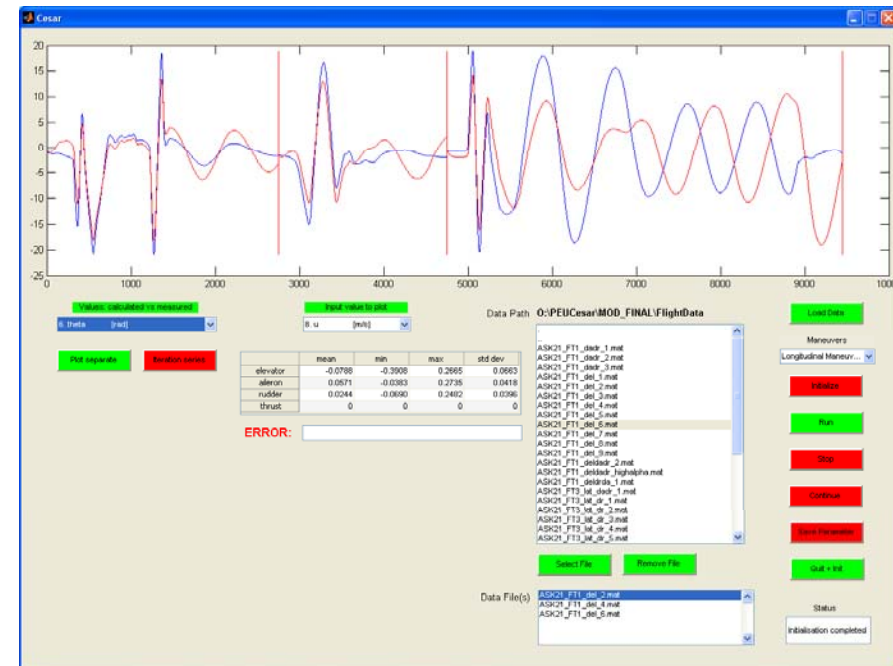 Cesar
20
15
10
5
0
-5
-10
-15
-20
-25
0 1000 2000 3000 4000 5000 6000 7000 8000 9000 1000
Values: calculated vs measured
8. theta [rad]
Plot separate
Iteration series
Input value to plot
8. u [m/s]
mean min max std dev
elevator -0.0788 -0.3908 0.2665 0.0663
aileron 0.0571 -0.0383 0.2735 0.0418
rudder 0.0244 -0.0690 0.2482 0.0396
thrust 0 0 0 0
ERROR:
Data Path O:\PEUCesar\MOD_FINAL\FlightData
.
..
ASK21_FT1_dadr_1.mat
ASK21_FT1_dadr_2.mat
ASK21_FT1_dadr_3.mat
ASK21_FT1_del_1.mat
ASK21_FT1_del_2.mat
ASK21_FT1_del_3.mat
ASK21_FT1_del_4.mat
ASK21_FT1_del_5.mat
ASK21_FT1_del_6.mat
ASK21_FT1_del_7.mat
ASK21_FT1_del_8.mat
ASK21_FT1_del_9.mat
ASK21_FT1_deldadr_2.mat
ASK21_FT1_deldadr_highalpha.mat
ASK21_FT1_deldrda_1.mat
ASK21_FT3_lat_dadr_1.mat
ASK21_FT3_lat_dr_1.mat
ASK21_FT3_lat_dr_2.mat
ASK21_FT3_lat_dr_3.mat
ASK21_FT3_lat_dr_4.mat
ASK21_FT3_lat_dr_5.mat
Select File
Remove File
Data File(s)
ASK21_FT1_del_2.mat
ASK21_FT1_del_4.mat
ASK21_FT1_del_6.mat
Load Data
Maneuvers
Longitudinal Maneuv...
Initialize
Run
Stop
Continue
Save Parameter
Quit + Init
Status
initialisation completed